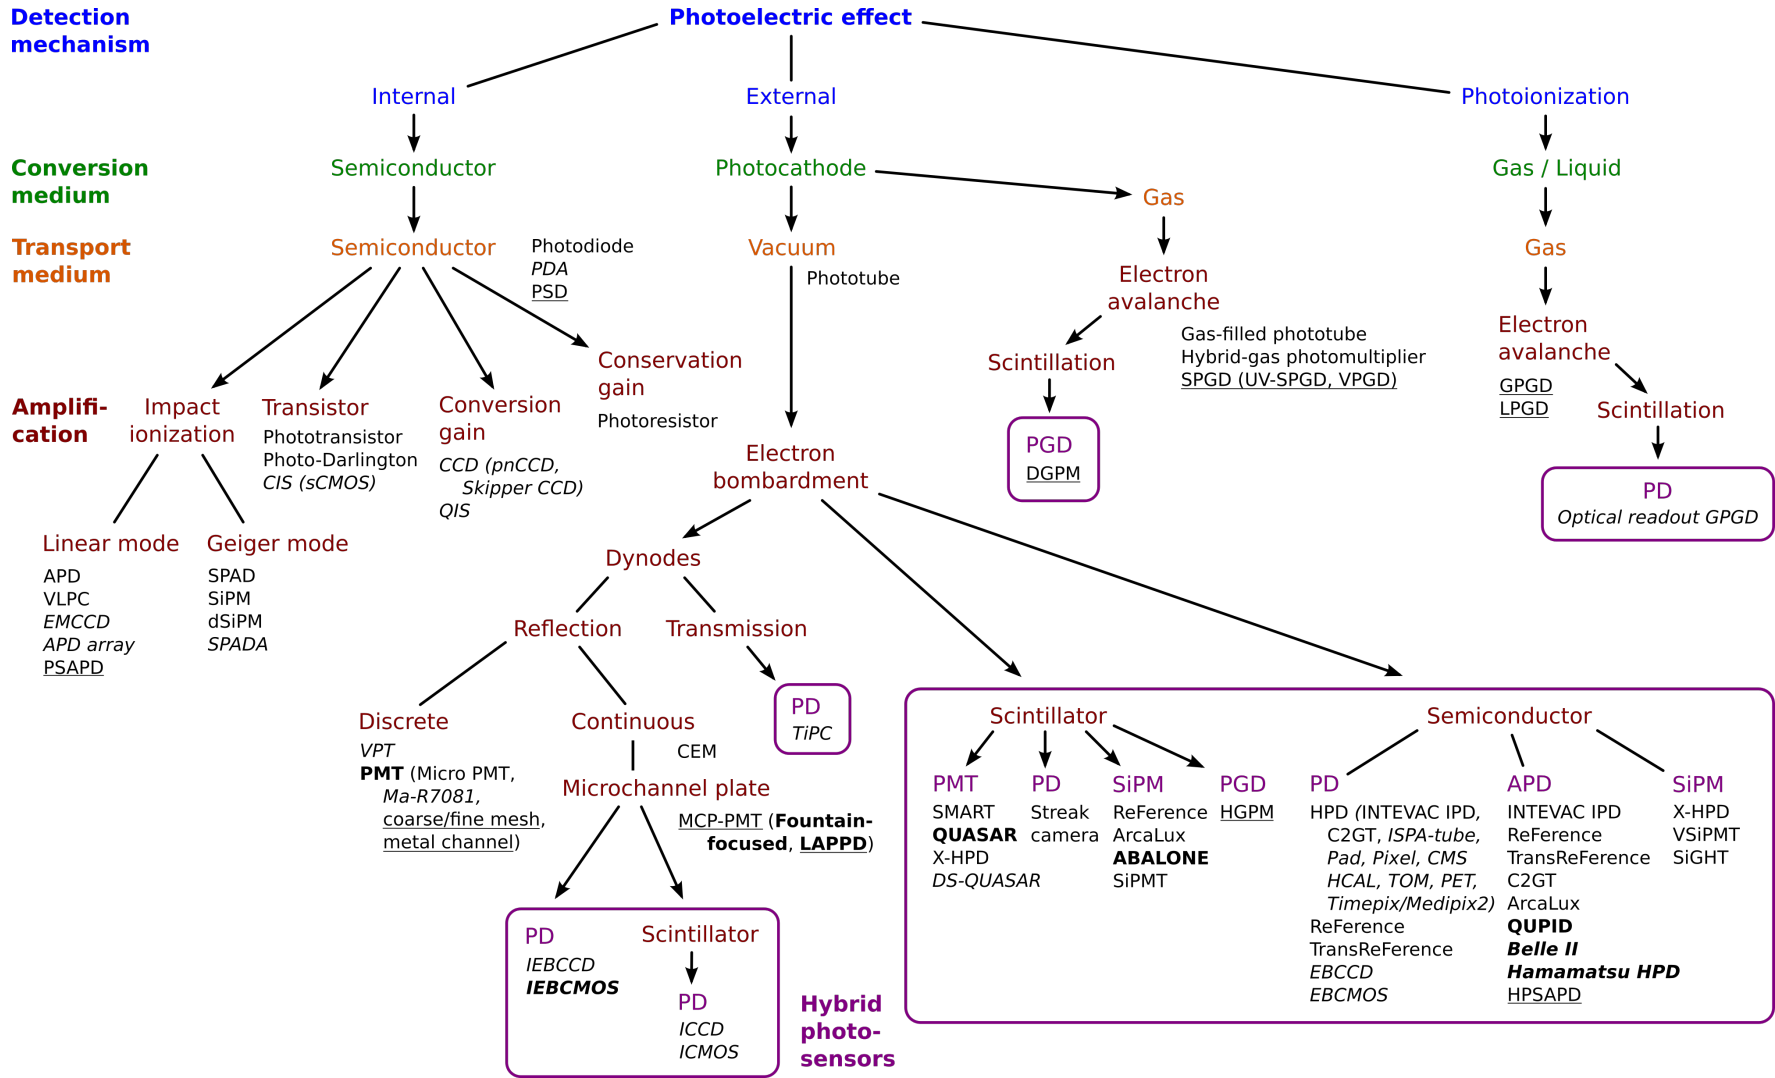 Detection
mechanism
Photoelectric effect
Internal
External
Photoionization
Conversion
medium
Semiconductor
Photocathode
Gas / Liquid
Gas
Transport
medium
Semiconductor
Photodiode
PDA
PSD
Vacuum
Phototube
Electron
avalanche
Gas
Gas-filled phototube
Hybrid-gas photomultiplier
SPGD (UV-SPGD, VPGD)
Scintillation
PGD
DGPM
Electron
avalanche
GPGD
LPGD
Scintillation
PD
Optical readout GPGD
Amplifi-
cation
Impact
ionization
Transistor
Phototransistor
Photo-Darlington
CIS (sCMOS)
Conversion
gain
CCD (pnCCD,
Skipper CCD)
QIS
Conservation
gain
Photoresistor
Electron
bombardment
Linear mode
APD
VLPC
EMCCD
APD array
PSAPD
Geiger mode
SPAD
SiPM
dSiPM
SPADA
Dynodes
Reflection
Transmission
PD
TiPC
Discrete
VPT
PMT (Micro PMT,
Ma-R7081,
coarse/fine mesh,
metal channel)
Continuous
CEM
Microchannel plate
MCP-PMT (Fountain-
focused, LAPPD)
PD
IEBCCD
IEBCMOS
Scintillator
PD
ICCD
ICMOS
Hybrid
photo-
sensors
Scintillator
PMT
SMART
QUASAR
X-HPD
DS-QUASAR
PD
Streak
camera
SiPM
ReFerence
ArcaLux
ABALONE
SiPMT
PGD
HGPM
Semiconductor
PD
HPD (INTEVAC IPD,
C2GT, ISPA-tube,
Pad, Pixel, CMS
HCAL, TOM, PET,
Timepix/Medipix2)
ReFerence
TransReFerence
EBCCD
EBCMOS
APD
INTEVAC IPD
ReFerence
TransReFerence
C2GT
ArcaLux
QUPID
Belle II
Hamamatsu HPD
HPSAPD
SiPM
X-HPD
VSiPMT
SiGHT